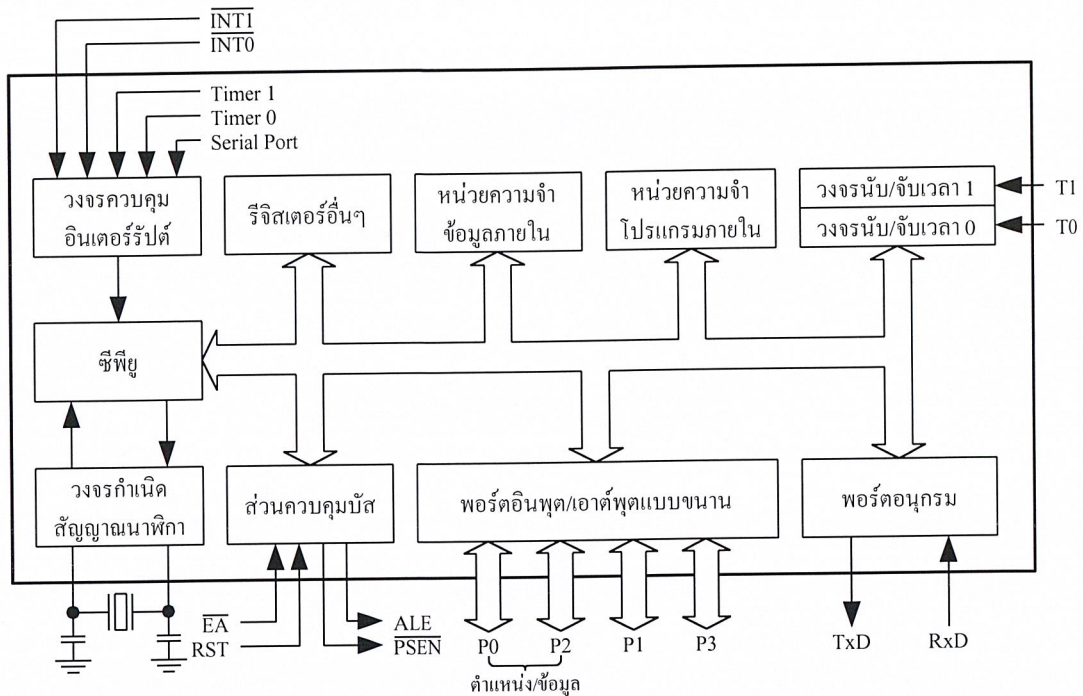 INT1
INT0
Timer 1
Timer 0
Serial Port
วงจรควบคุม
อินเตอร์รัปต์
รีจิสเตอร์อื่นๆ
หน่วยความจำ
ข้อมูลภายใน
หน่วยความจำ
โปรแกรมภายใน
วงจรนับ/จับเวลา 1
วงจรนับ/จับเวลา 0
T1
T0
ซีพียู
วงจรกำเนิด
สัญญาณนาฬิกา
ส่วนควบคุมบัส
พอร์ตอินพุต/เอาต์พุตแบบขนาน
พอร์ตอนุกรม
EA
RST
ALE
PSEN
P0
P2
P1
P3
TxD
RxD
ตำแหน่ง/ข้อมูล